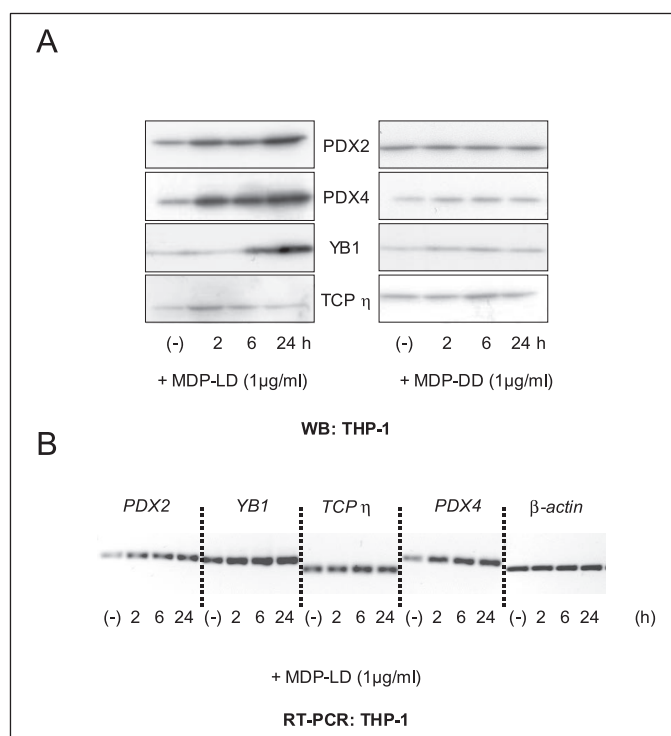 A
PDX2
PDX4
YB1
TCP η
(-) 2 6 24 h
(-) 2 6 24 h
+ MDP-LD (1µg/ml)
+ MDP-DD (1µg/ml)
WB: THP-1
B
PDX2 YB1 TCP η PDX4 β-actin
(-) 2 6 24 (-) 2 6 24 (-) 2 6 24 (-) 2 6 24 (-) 2 6 24 (h)
+ MDP-LD (1µg/ml)
RT-PCR: THP-1